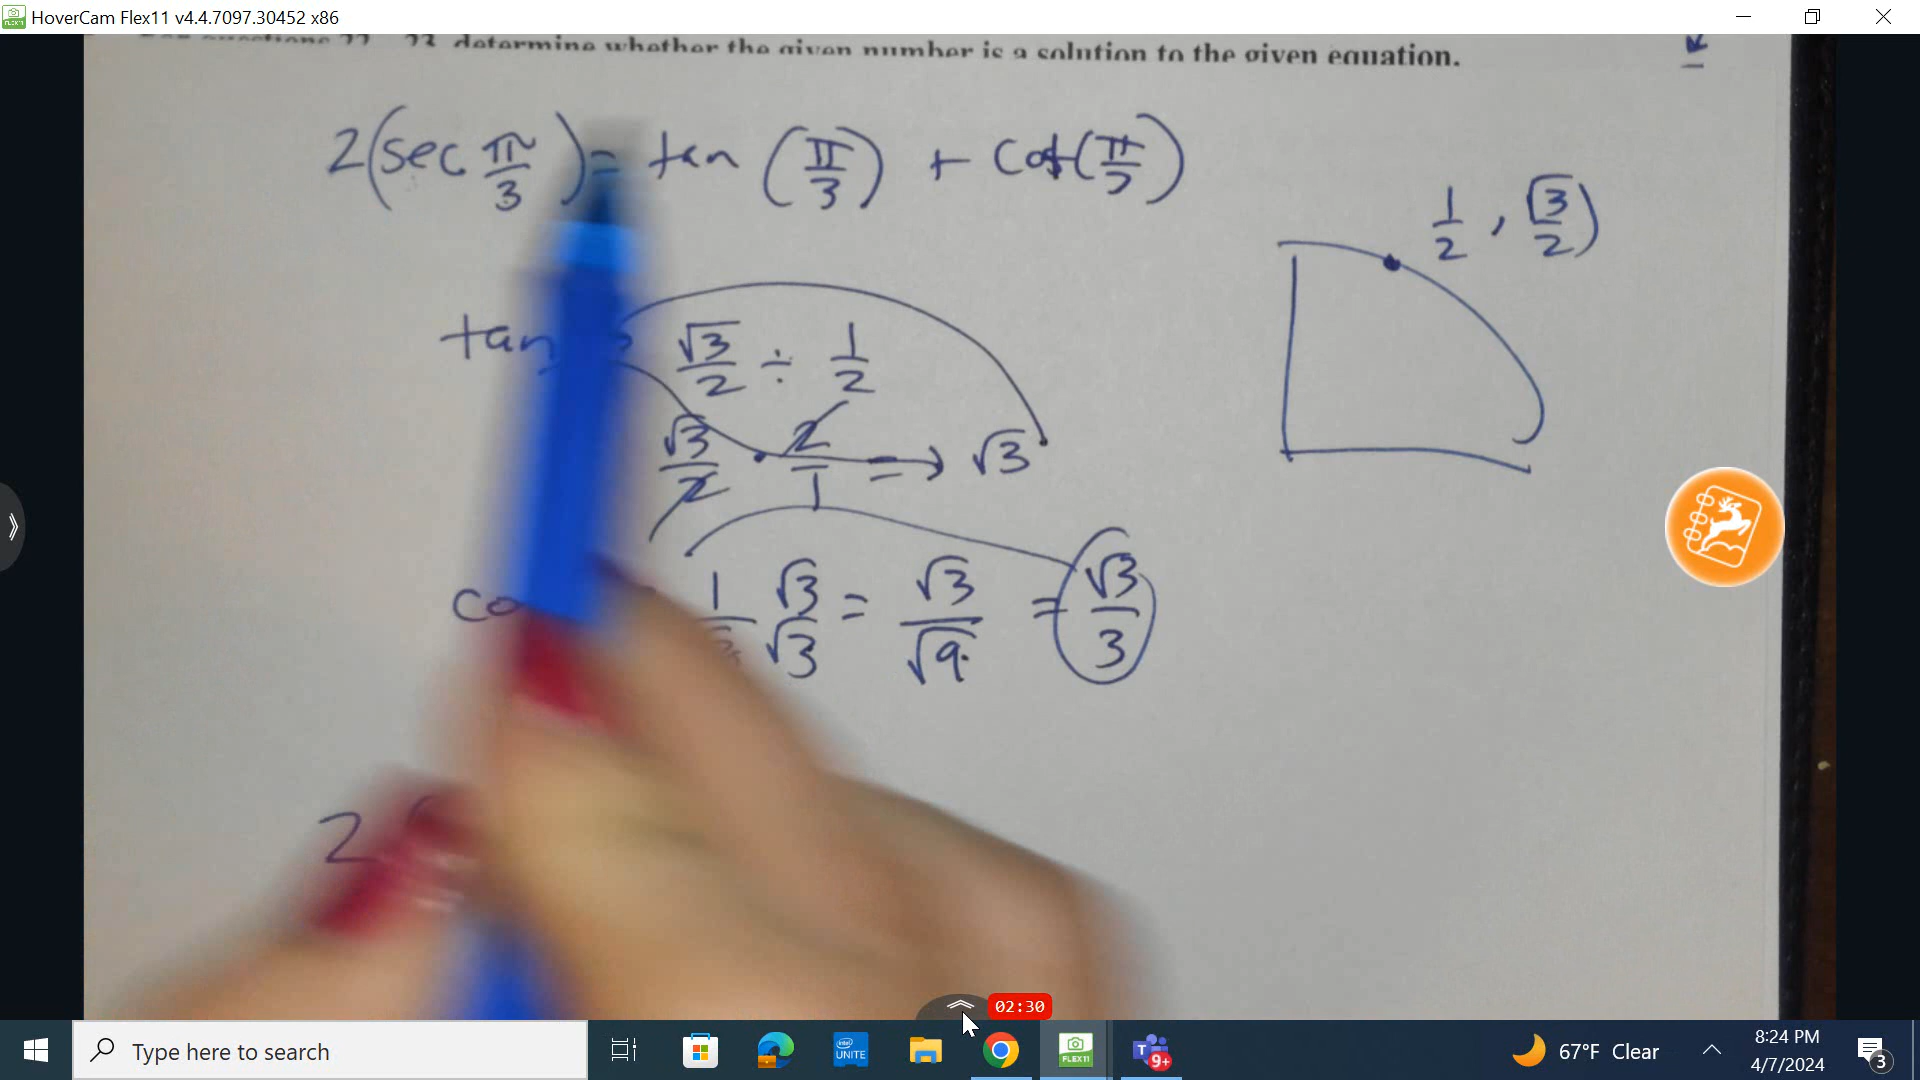 HoverCam Flex11 v4.4.7097.30452 x86
determine whether the given number is a solution to the given equation.
2(sec π/3) = tan (π/3) + cot(π/3)
1/2 , √3/2)
tan √3/2 ÷ 1/2
√3/2 · 2/1 = → √3
1 √3/√3 = √3/√9 = √3/3
2
02:30
Type here to search
intel UNITE
FLEX11
T 9+
67°F Clear
8:24 PM
4/7/2024
3